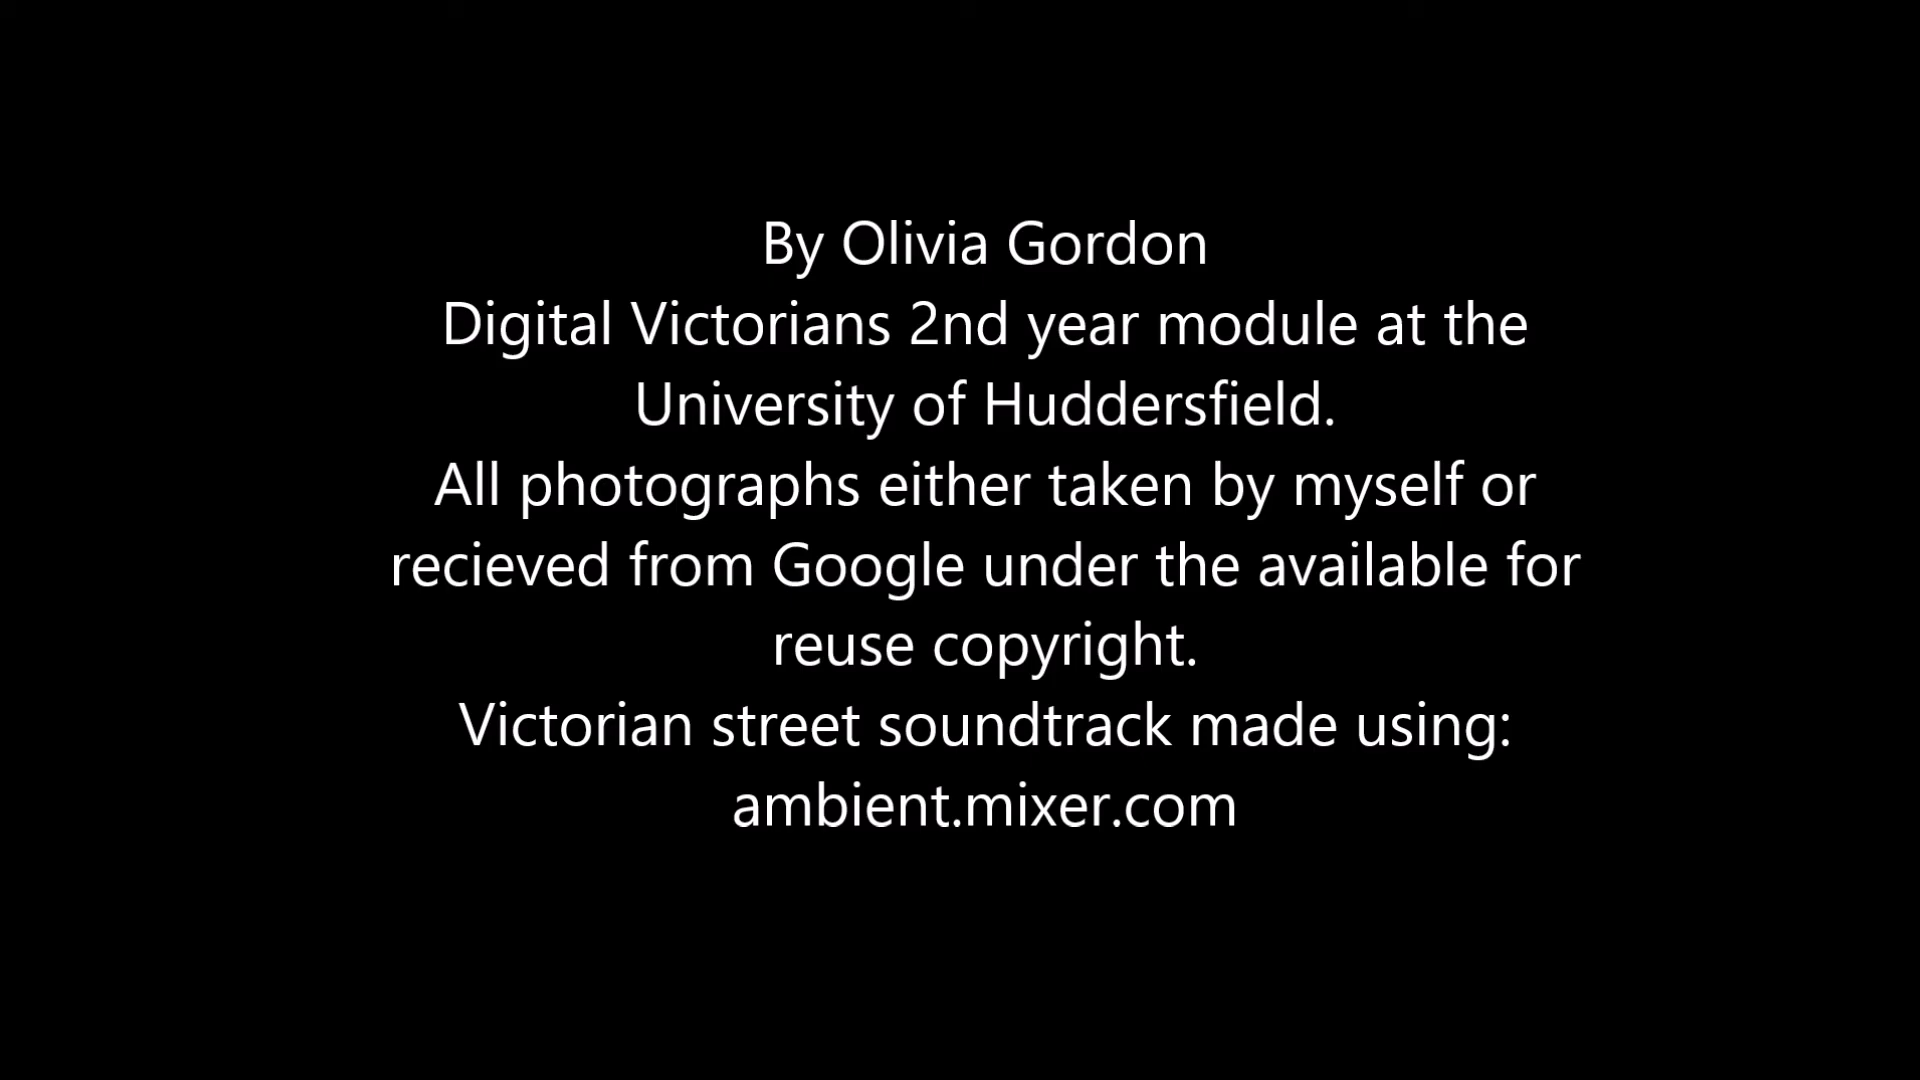 By Olivia Gordon
Digital Victorians 2nd year module at the
University of Huddersfield.
All photographs either taken by myself or
recieved from Google under the available for
reuse copyright.
Victorian street soundtrack made using:
ambient.mixer.com